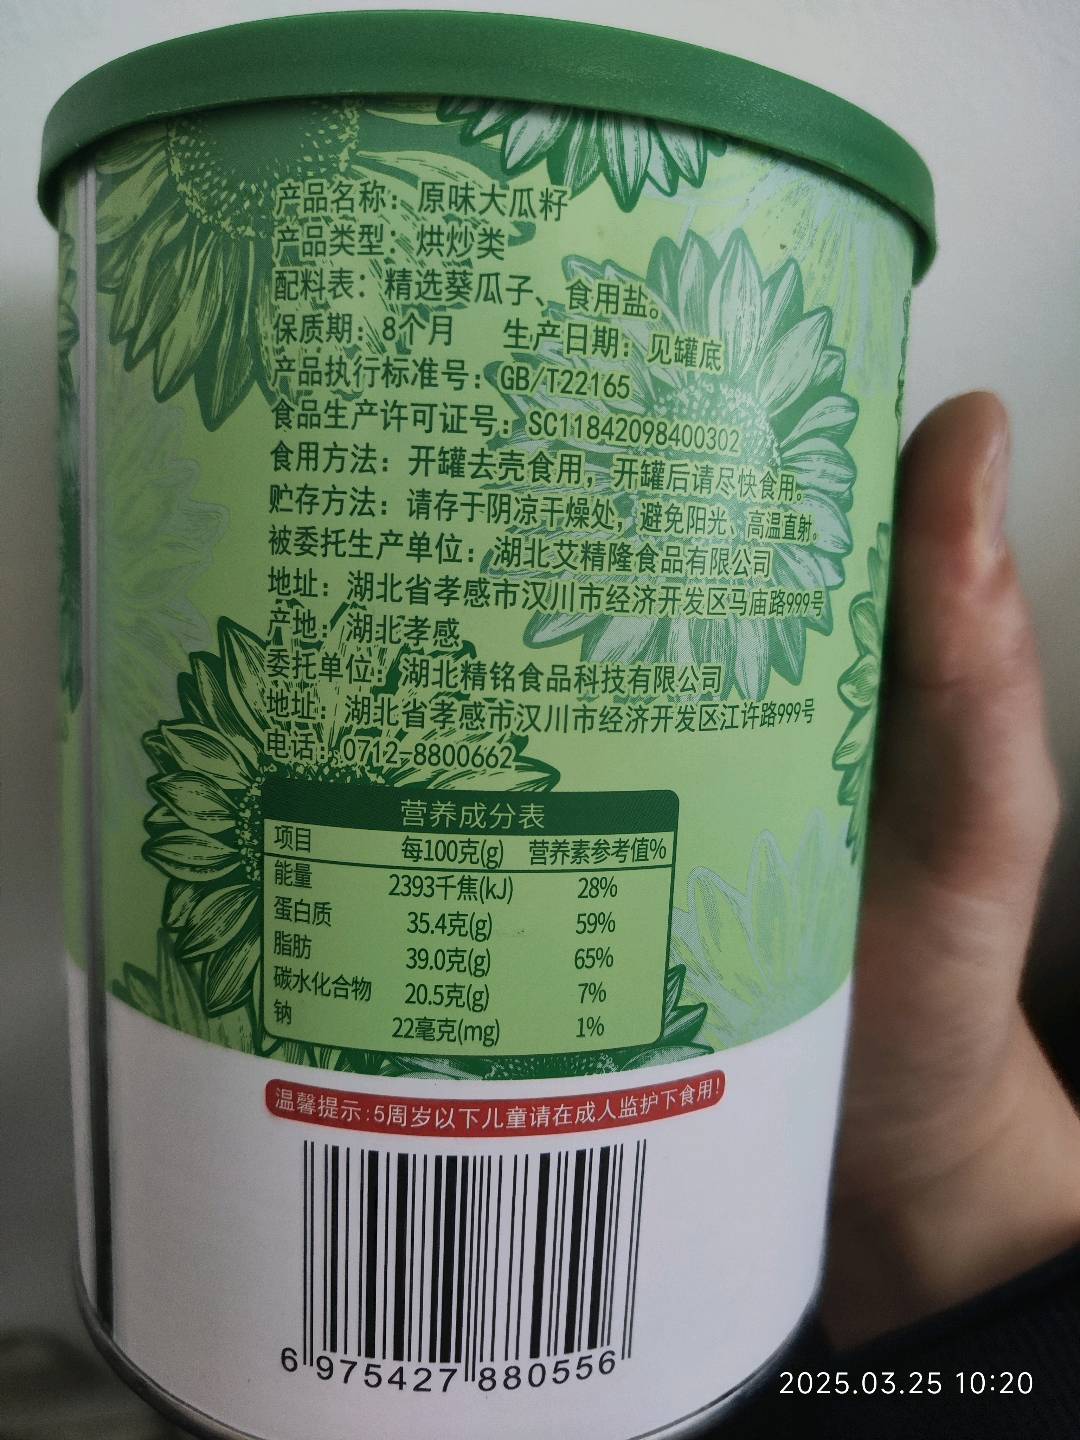 产品名称：原味大瓜籽
产品类型：烘炒类
配料表：精选葵瓜子、食用盐。
保质期：8个月 生产日期：见罐底
产品执行标准号：GB/T22165
食品生产许可证号：SC11842098400302
食用方法：开罐去壳食用，开罐后请尽快食用。
贮存方法：请存于阴凉干燥处，避免阳光、高温直射。
被委托生产单位：湖北艾精隆食品有限公司
地址：湖北省孝感市汉川市经济开发区马庙路999号
产地：湖北孝感
委托单位：湖北精铭食品科技有限公司
地址：湖北省孝感市汉川市经济开发区江许路999号
电话：0712-8800662
营养成分表
项目 每100克(g) 营养素参考值%
能量 2393千焦(kJ) 28%
蛋白质 35.4克(g) 59%
脂肪 39.0克(g) 65%
碳水化合物 20.5克(g) 7%
钠 22毫克(mg) 1%
温馨提示:5周岁以下儿童请在成人监护下食用!
6 975427 880556
2025.03.25 10:20